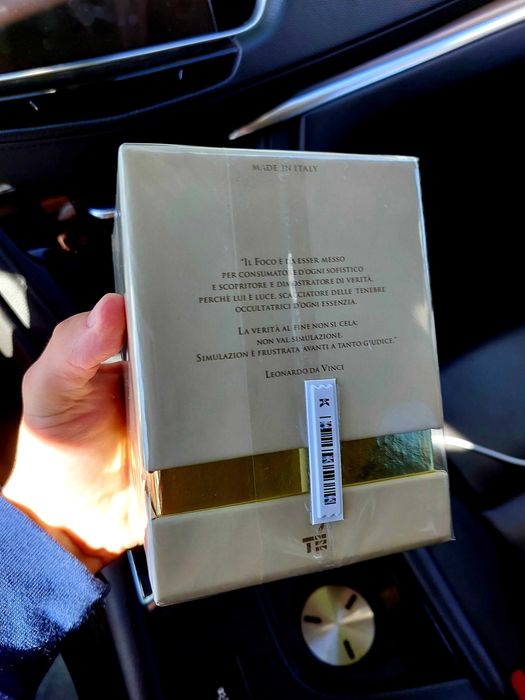 MADE IN ITALY
"IL FOCO E DA ESSER MESSO
PER CONSUMATORE D'OGNI SOFISTICO
E SCOPRITORE E DIMOSTRATORE DI VERITÀ,
PERCHÉ LUI È LUCE, SCACCIATORE DELLE TENEBRE
OCCULTATRICI D'OGNI ESSENZIA.
LA VERITÀ AL FINE NON SI CELA:
NON VAL SIMULAZIONE.
SIMULAZION È FRUSTRATA AVANTI A TANTO GIUDICE."
LEONARDO DA VINCI